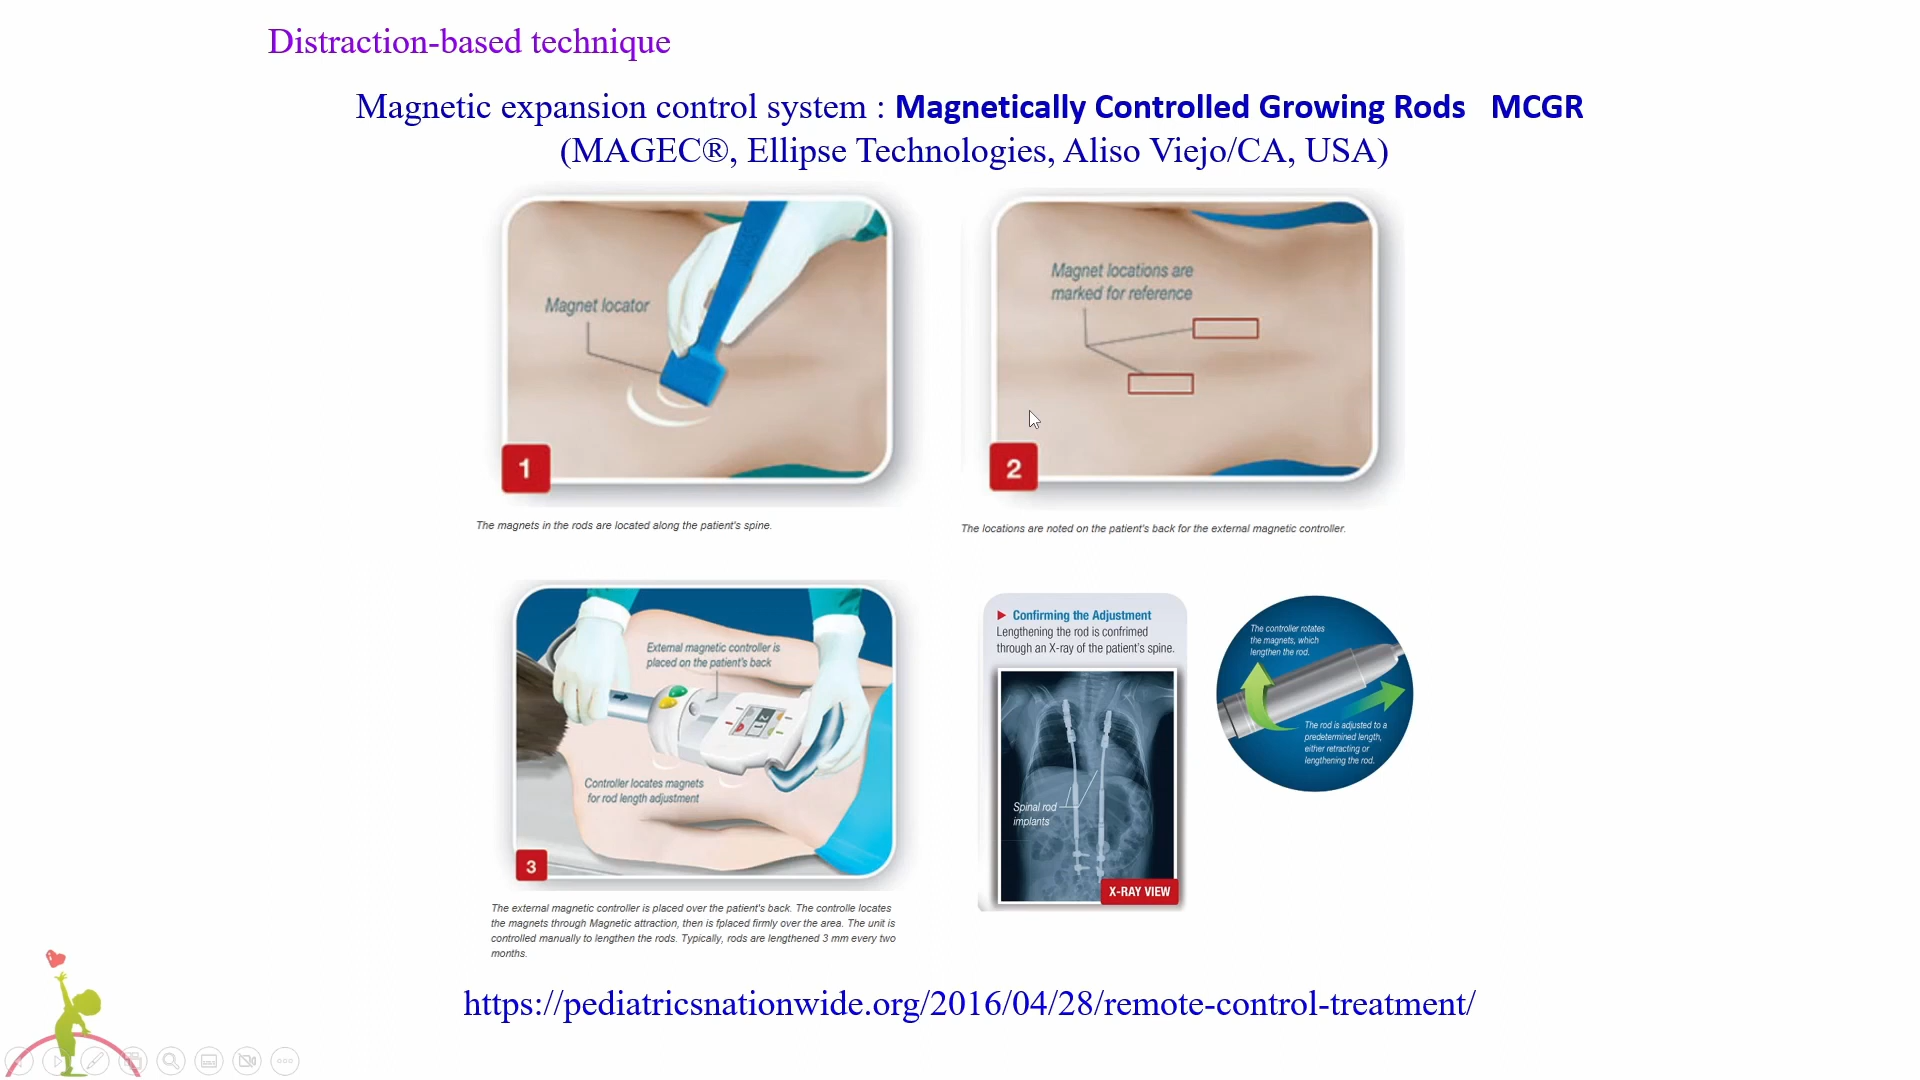 Distraction-based technique
Magnetic expansion control system : Magnetically Controlled Growing Rods MCGR
(MAGEC®, Ellipse Technologies, Aliso Viejo/CA, USA)
Magnet locator
1
The magnets in the rods are located along the patient's spine.
Magnet locations are
marked for reference
2
The locations are noted on the patient's back for the external magnetic controller.
External magnetic controller is
placed on the patient's back
Controller locates magnets
for rod length adjustment
3
The external magnetic controller is placed over the patient's back. The controlle locates
the magnets through Magnetic attraction, then is fplaced firmly over the area. The unit is
controlled manually to lengthen the rods. Typically, rods are lengthened 3 mm every two
months.
Confirming the Adjustment
Lengthening the rod is confrimed
through an X-ray of the patient's spine.
Spinal rod
implants
X-RAY VIEW
The controller rotates
the magnets, which
lengthen the rod.
The rod is adjusted to a
predetermined length,
either retracting or
lengthening the rod.
https://pediatricsnationwide.org/2016/04/28/remote-control-treatment/